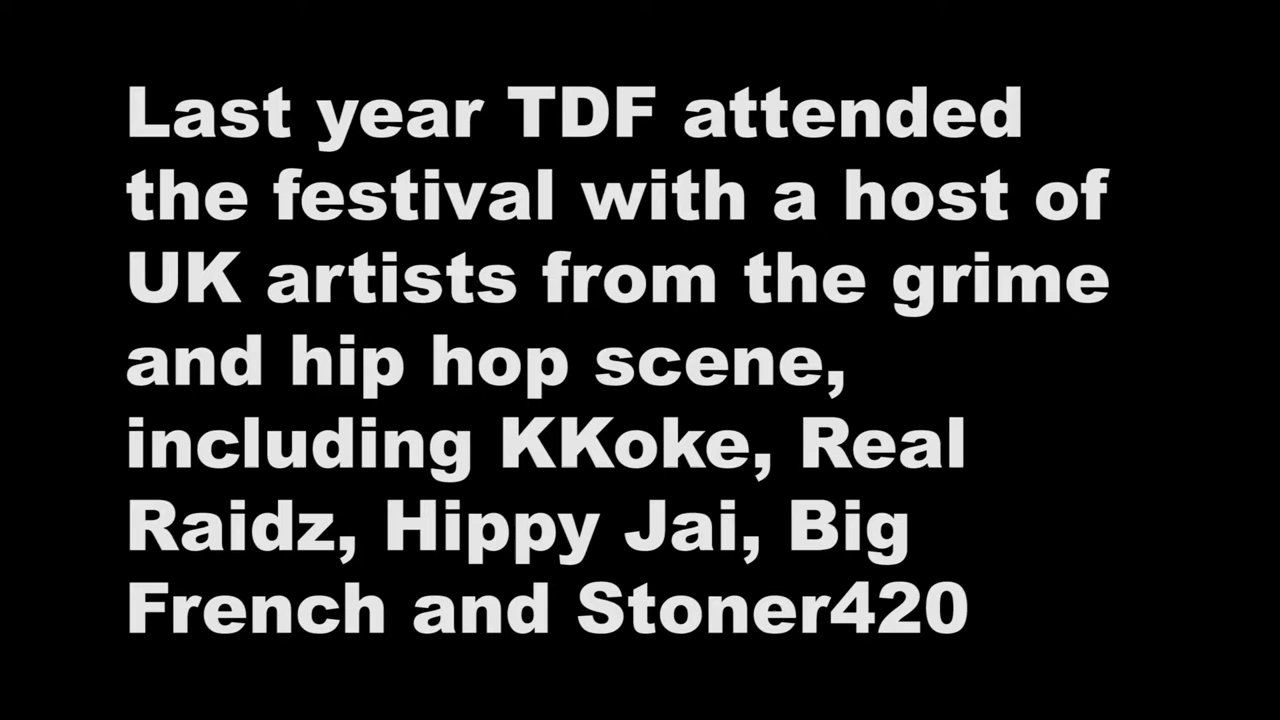 Last year TDF attended
the festival with a host of
UK artists from the grime
and hip hop scene,
including KKoke, Real
Raidz, Hippy Jai, Big
French and Stoner420